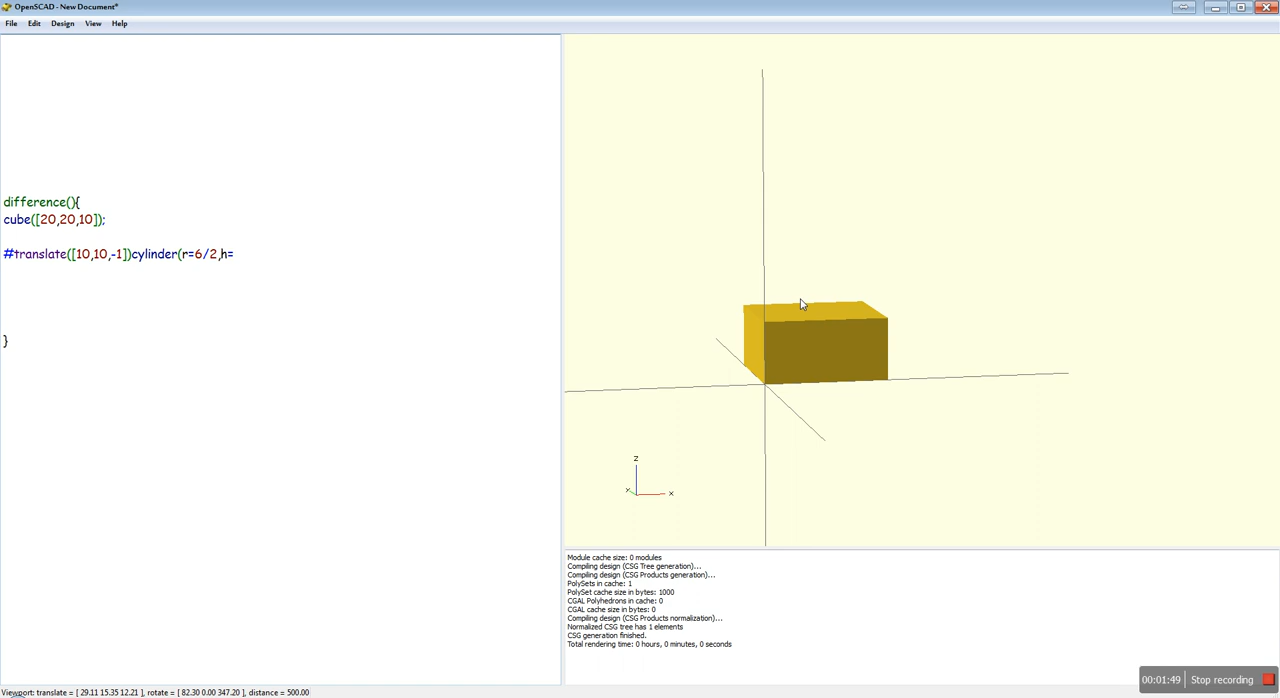 OpenSCAD - New Document*
File Edit Design View Help
difference(){
cube([20,20,10]);
#translate([10,10,-1])cylinder(r=6/2,h=
}
Z
Y
X
Module cache size: 0 modules
Compiling design (CSG Tree generation)...
Compiling design (CSG Products generation)...
PolySets in cache: 1
PolySet cache size in bytes: 1000
CGAL Polyhedrons in cache: 0
CGAL cache size in bytes: 0
Compiling design (CSG Products normalization)...
Normalized CSG tree has 1 elements
CSG generation finished.
Total rendering time: 0 hours, 0 minutes, 0 seconds
00:01:49 Stop recording
Viewport: translate = [ 29.11 15.35 12.21 ], rotate = [ 82.30 0.00 347.20 ], distance = 500.00